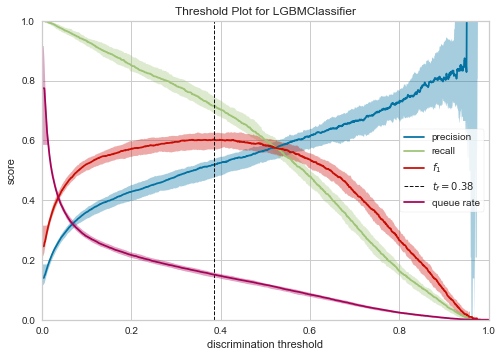 Threshold Plot for LGBMClassifier
1.0
0.8
0.6
0.4
0.2
0.0
score
precision
recall
f₁
t_f = 0.38
queue rate
0.0 0.2 0.4 0.6 0.8 1.0
discrimination threshold